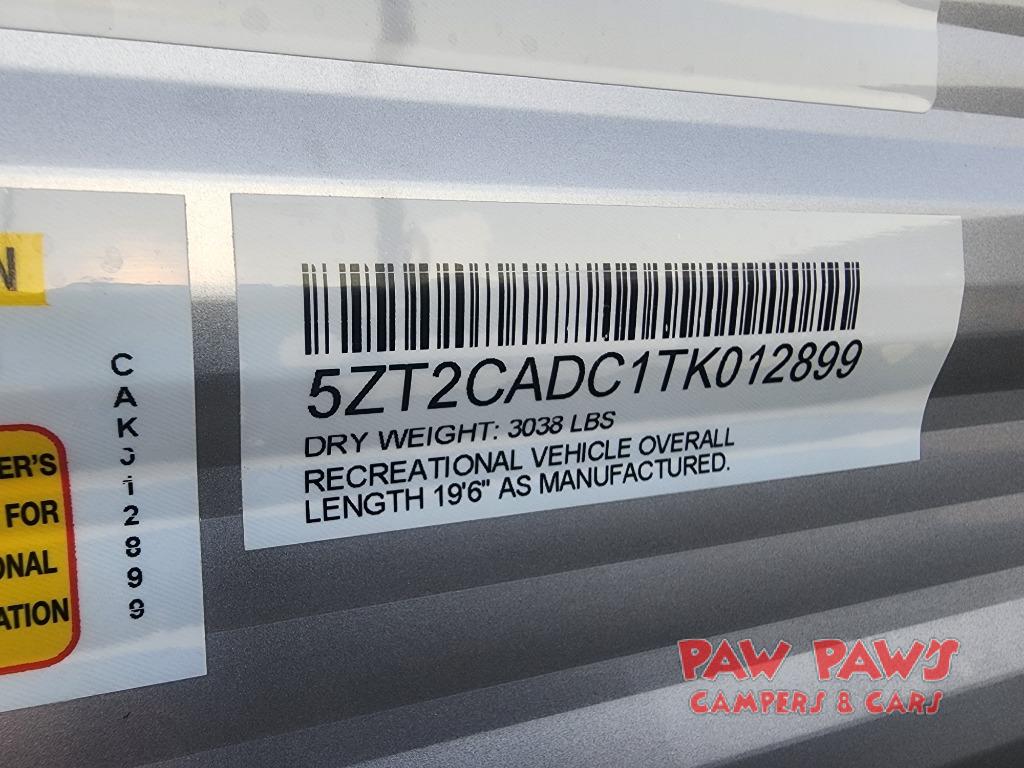 N
CAKJ12899
ER'S
FOR
ONAL
ATION
5ZT2CADC1TK012899
DRY WEIGHT: 3038 LBS
RECREATIONAL VEHICLE OVERALL
LENGTH 19'6" AS MANUFACTURED.
PAW PAW'S
CAMPERS & CARS